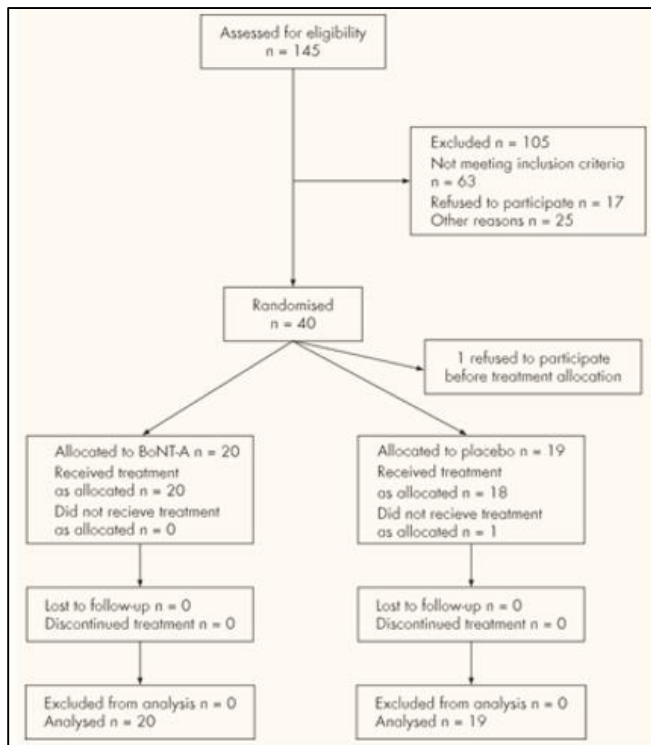 Assessed for eligibility
n = 145
Excluded n = 105
Not meeting inclusion criteria
n = 63
Refused to participate n = 17
Other reasons n = 25
Randomised
n = 40
1 refused to participate
before treatment allocation
Allocated to BoNT-A n = 20
Received treatment
as allocated n = 20
Did not recieve treatment
as allocated n = 0
Allocated to placebo n = 19
Received treatment
as allocated n = 18
Did not recieve treatment
as allocated n = 1
Lost to follow-up n = 0
Discontinued treatment n = 0
Lost to follow-up n = 0
Discontinued treatment n = 0
Excluded from analysis n = 0
Analysed n = 20
Excluded from analysis n = 0
Analysed n = 19